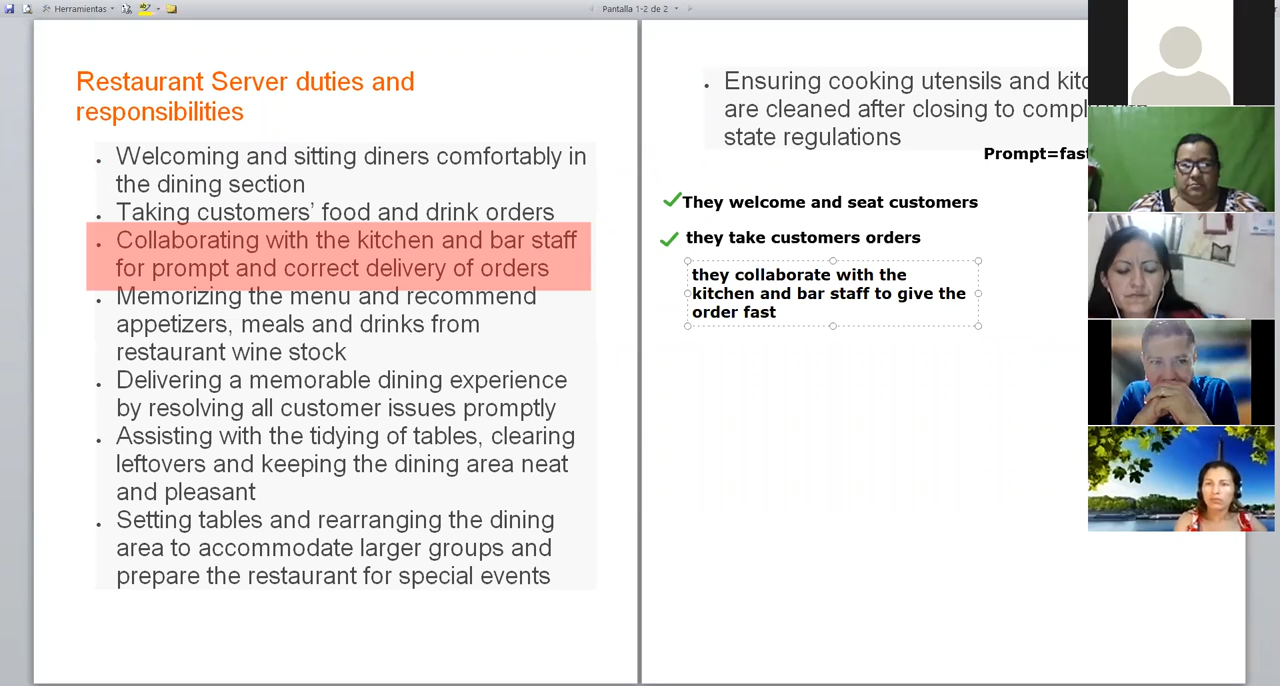 Herramientas
Pantalla 1-2 de 2
Restaurant Server duties and
responsibilities
• Welcoming and sitting diners comfortably in
the dining section
• Taking customers’ food and drink orders
• Collaborating with the kitchen and bar staff
for prompt and correct delivery of orders
• Memorizing the menu and recommend
appetizers, meals and drinks from
restaurant wine stock
• Delivering a memorable dining experience
by resolving all customer issues promptly
• Assisting with the tidying of tables, clearing
leftovers and keeping the dining area neat
and pleasant
• Setting tables and rearranging the dining
area to accommodate larger groups and
prepare the restaurant for special events
• Ensuring cooking utensils and
are cleaned after closing to
state regulations
Prompt=fast
They welcome and seat customers
they take customers orders
they collaborate with the
kitchen and bar staff to give the
order fast